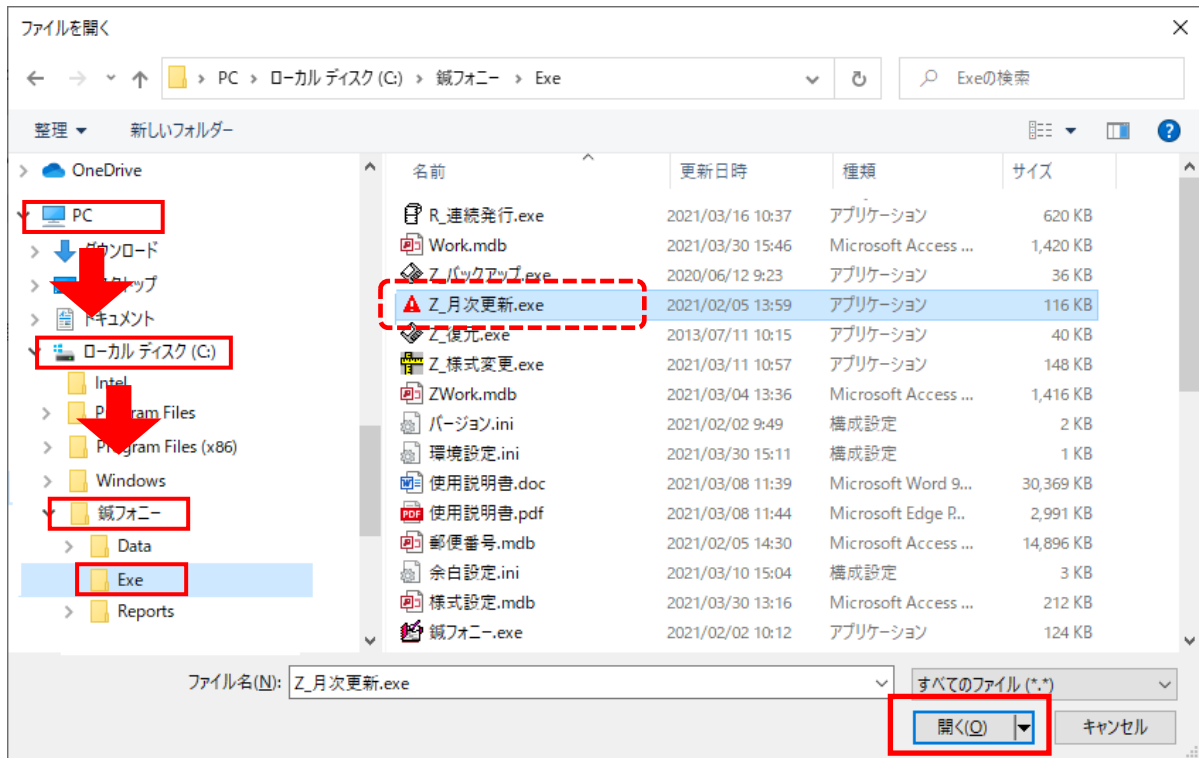 ファイルを開く
PC › ローカル ディスク (C:) › 鍼フォニー › Exe
Exeの検索
整理 新しいフォルダー
OneDrive
PC
ダウンロード
デスクトップ
ドキュメント
ローカル ディスク (C:)
Intel
Program Files
Program Files (x86)
Windows
鍼フォニー
Data
Exe
Reports
名前 更新日時 種類 サイズ
R_連続発行.exe 2021/03/16 10:37 アプリケーション 620 KB
Work.mdb 2021/03/30 15:46 Microsoft Access ... 1,420 KB
Z_バックアップ.exe 2020/06/12 9:23 アプリケーション 36 KB
Z_月次更新.exe 2021/02/05 13:59 アプリケーション 116 KB
Z_復元.exe 2013/07/11 10:15 アプリケーション 40 KB
Z_様式変更.exe 2021/03/11 10:57 アプリケーション 148 KB
ZWork.mdb 2021/03/04 13:36 Microsoft Access ... 1,416 KB
バージョン.ini 2021/02/02 9:49 構成設定 2 KB
環境設定.ini 2021/03/30 15:11 構成設定 1 KB
使用説明書.doc 2021/03/08 11:39 Microsoft Word 9... 30,369 KB
使用説明書.pdf 2021/03/08 11:44 Microsoft Edge P... 2,991 KB
郵便番号.mdb 2021/02/05 14:30 Microsoft Access ... 14,896 KB
余白設定.ini 2021/03/10 15:04 構成設定 3 KB
様式設定.mdb 2021/03/30 13:16 Microsoft Access ... 212 KB
鍼フォニー.exe 2021/02/02 10:12 アプリケーション 124 KB
ファイル名(N): Z_月次更新.exe
すべてのファイル (*.*)
開く(O) キャンセル